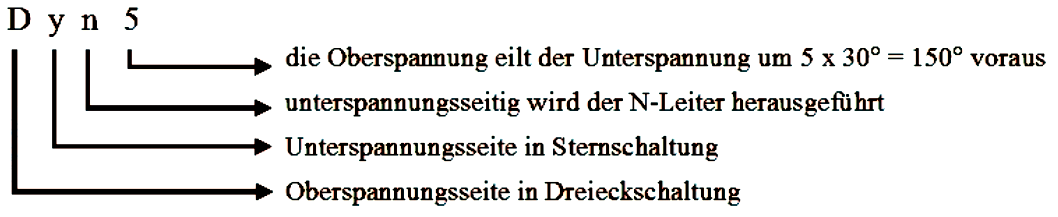 D y n 5
die Oberspannung eilt der Unterspannung um 5 x 30° = 150° voraus
unterspannungsseitig wird der N-Leiter herausgeführt
Unterspannungsseite in Sternschaltung
Oberspannungsseite in Dreieckschaltung